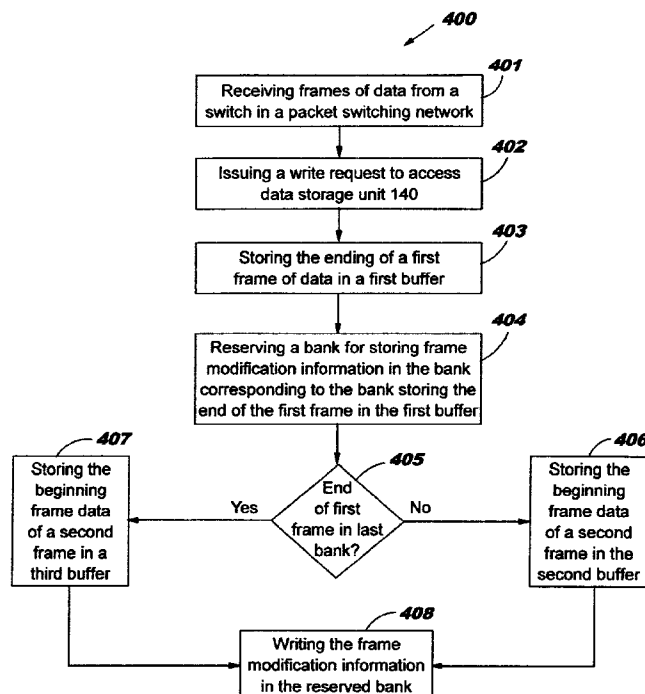 400
401
Receiving frames of data from a
switch in a packet switching network
402
Issuing a write request to access
data storage unit 140
403
Storing the ending of a first
frame of data in a first buffer
404
Reserving a bank for storing frame
modification information in the bank
corresponding to the bank storing the
end of the first frame in the first buffer
405
End
of first
frame in last
bank?
Yes
No
407
Storing the
beginning
frame data
of a second
frame in a
third buffer
406
Storing the
beginning
frame data
of a second
frame in the
second buffer
408
Writing the frame
modification information
in the reserved bank